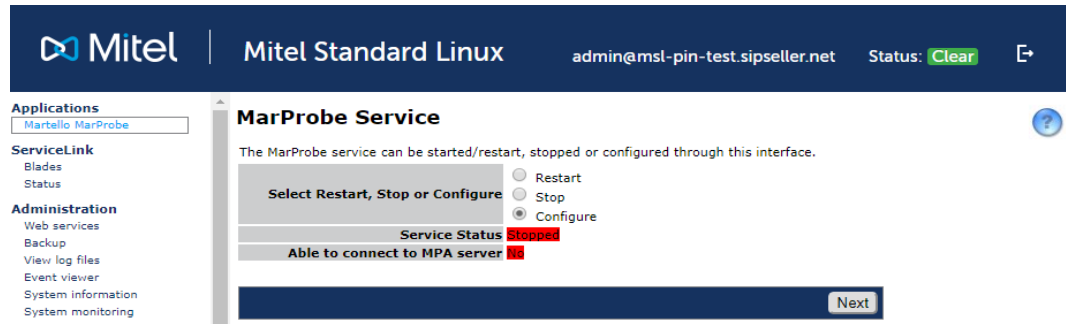 Mitel
Mitel Standard Linux
admin@msl-pin-test.sipseller.net
Status: Clear
Applications
Martello MarProbe
ServiceLink
Blades
Status
Administration
Web services
Backup
View log files
Event viewer
System information
System monitoring
MarProbe Service
?
The MarProbe service can be started/restart, stopped or configured through this interface.
Select Restart, Stop or Configure
Restart
Stop
Configure
Service Status Stopped
Able to connect to MPA server No
Next